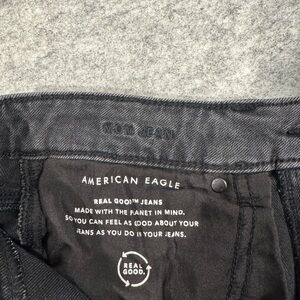 MOM JEAN
AMERICAN EAGLE
REAL GOOD™ JEANS
MADE WITH THE PLANET IN MIND.
SO YOU CAN FEEL AS GOOD ABOUT YOUR
JEANS AS YOU DO IN YOUR JEANS.
REAL
GOOD.